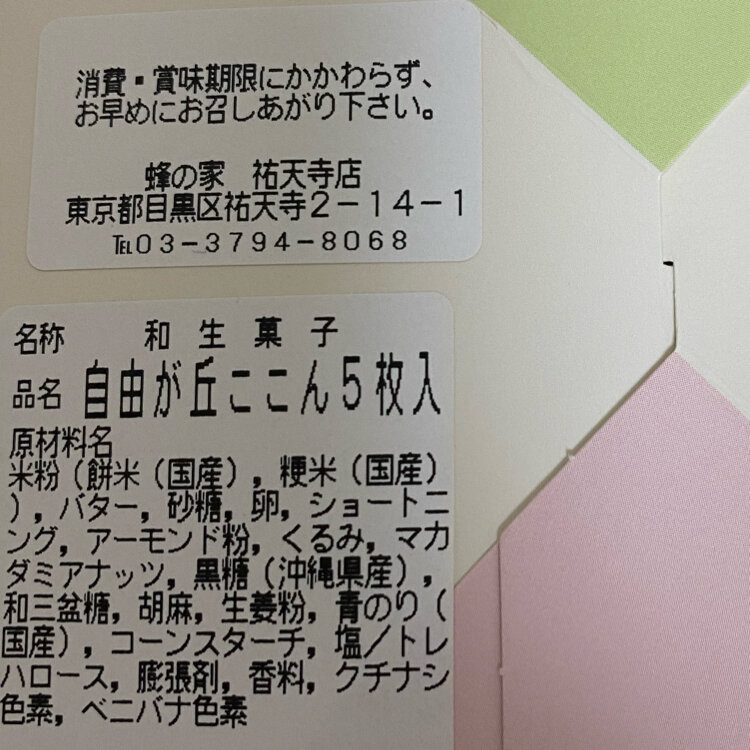 消費・賞味期限にかかわらず、
お早めにお召しあがり下さい。
蜂の家　祐天寺店
東京都目黒区祐天寺２－１４－１
℡０３－３７９４－８０６８
名称　和生菓子
品名　自由が丘ここん５枚入
原材料名
米粉（餅米（国産），粳米（国産）
），バター，砂糖，卵，ショートニ
ング，アーモンド粉，くるみ，マカ
ダミアナッツ，黒糖（沖縄県産），
和三盆糖，胡麻，生姜粉，青のり（
国産），コーンスターチ，塩／トレ
ハロース，膨張剤，香料，クチナシ
色素，ベニバナ色素